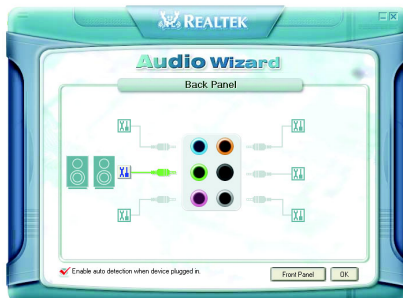 REALTEK
Audio Wizard
Back Panel
Enable auto detection when device plugged in.
Front Panel
OK